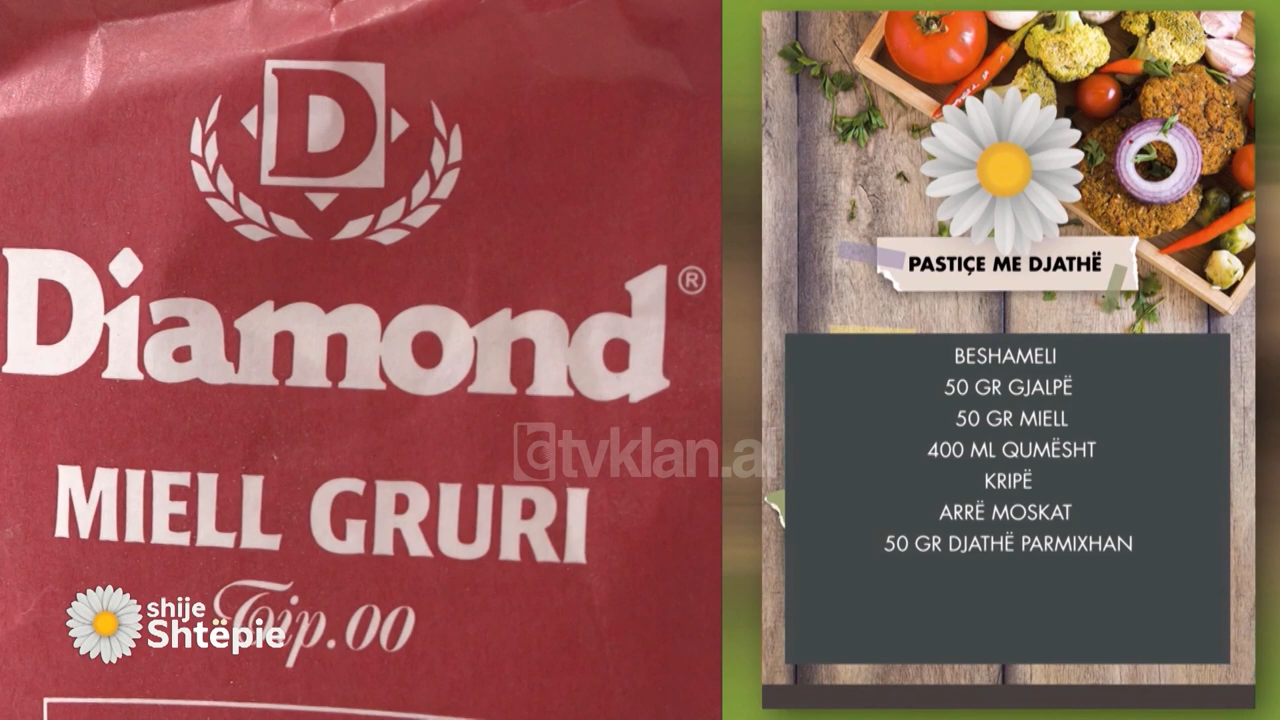 D
Diamond®
MIELL GRURI
Tip.00
shije
Shtëpie
tvklan.al
PASTIÇE ME DJATHË
BESHAMELI
50 GR GJALPË
50 GR MIELL
400 ML QUMËSHT
KRIPË
ARRË MOSKAT
50 GR DJATHË PARMIXHAN